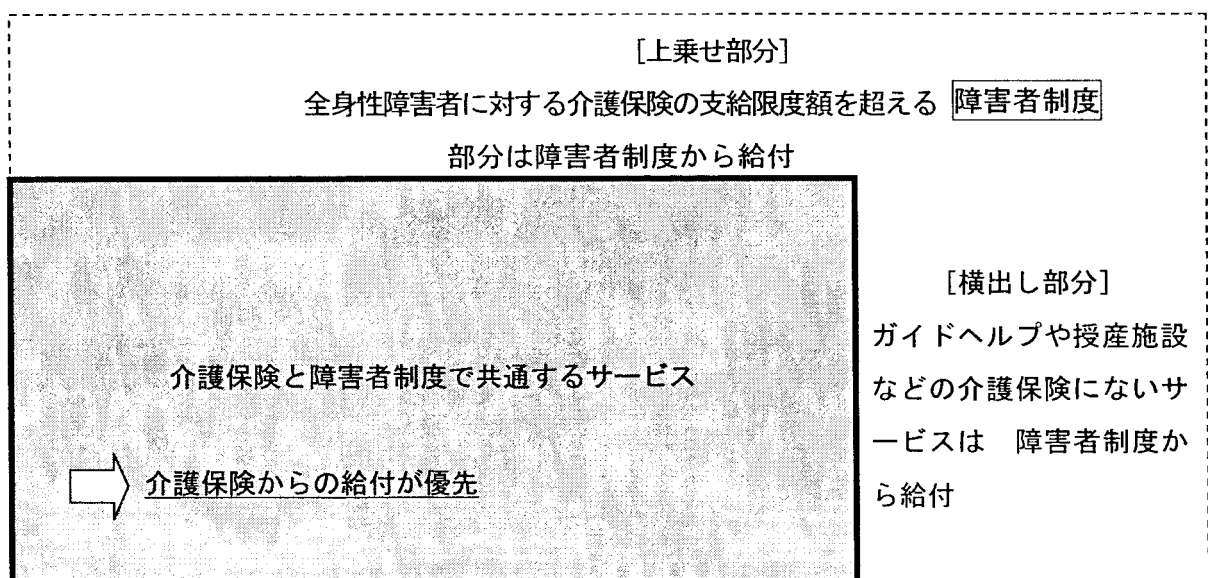 [上乗せ部分]
全身性障害者に対する介護保険の支給限度額を超える 障害者制度
部分は障害者制度から給付
介護保険と障害者制度で共通するサービス
介護保険からの給付が優先
[横出し部分]
ガイドヘルプや授産施設
などの介護保険にないサ
ービスは 障害者制度か
ら給付